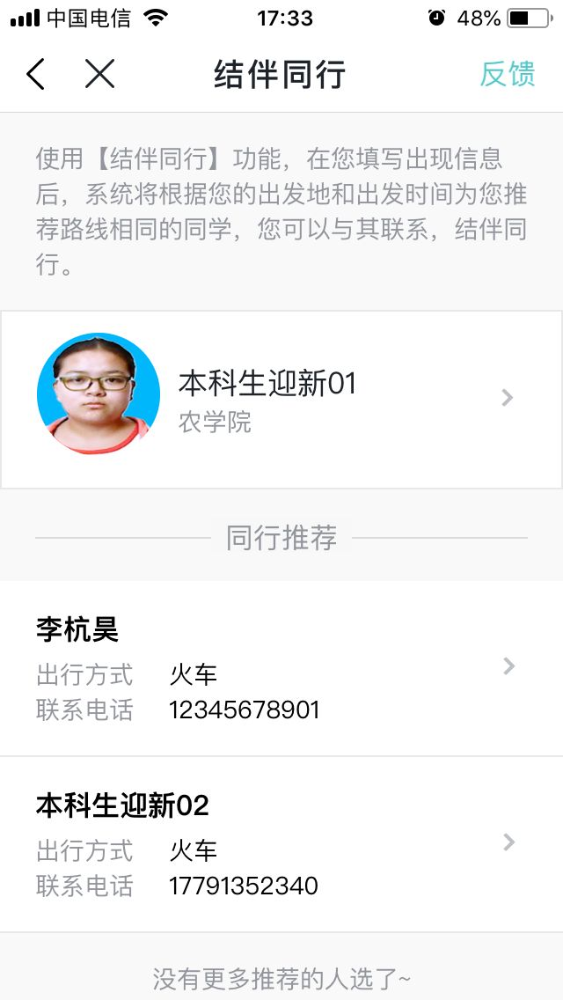 中国电信 17:33 48%
结伴同行 反馈
使用【结伴同行】功能，在您填写出现信息
后，系统将根据您的出发地和出发时间为您推
荐路线相同的同学，您可以与其联系，结伴同
行。
本科生迎新01
农学院
同行推荐
李杭昊
出行方式 火车
联系电话 12345678901
本科生迎新02
出行方式 火车
联系电话 17791352340
没有更多推荐的人选了~